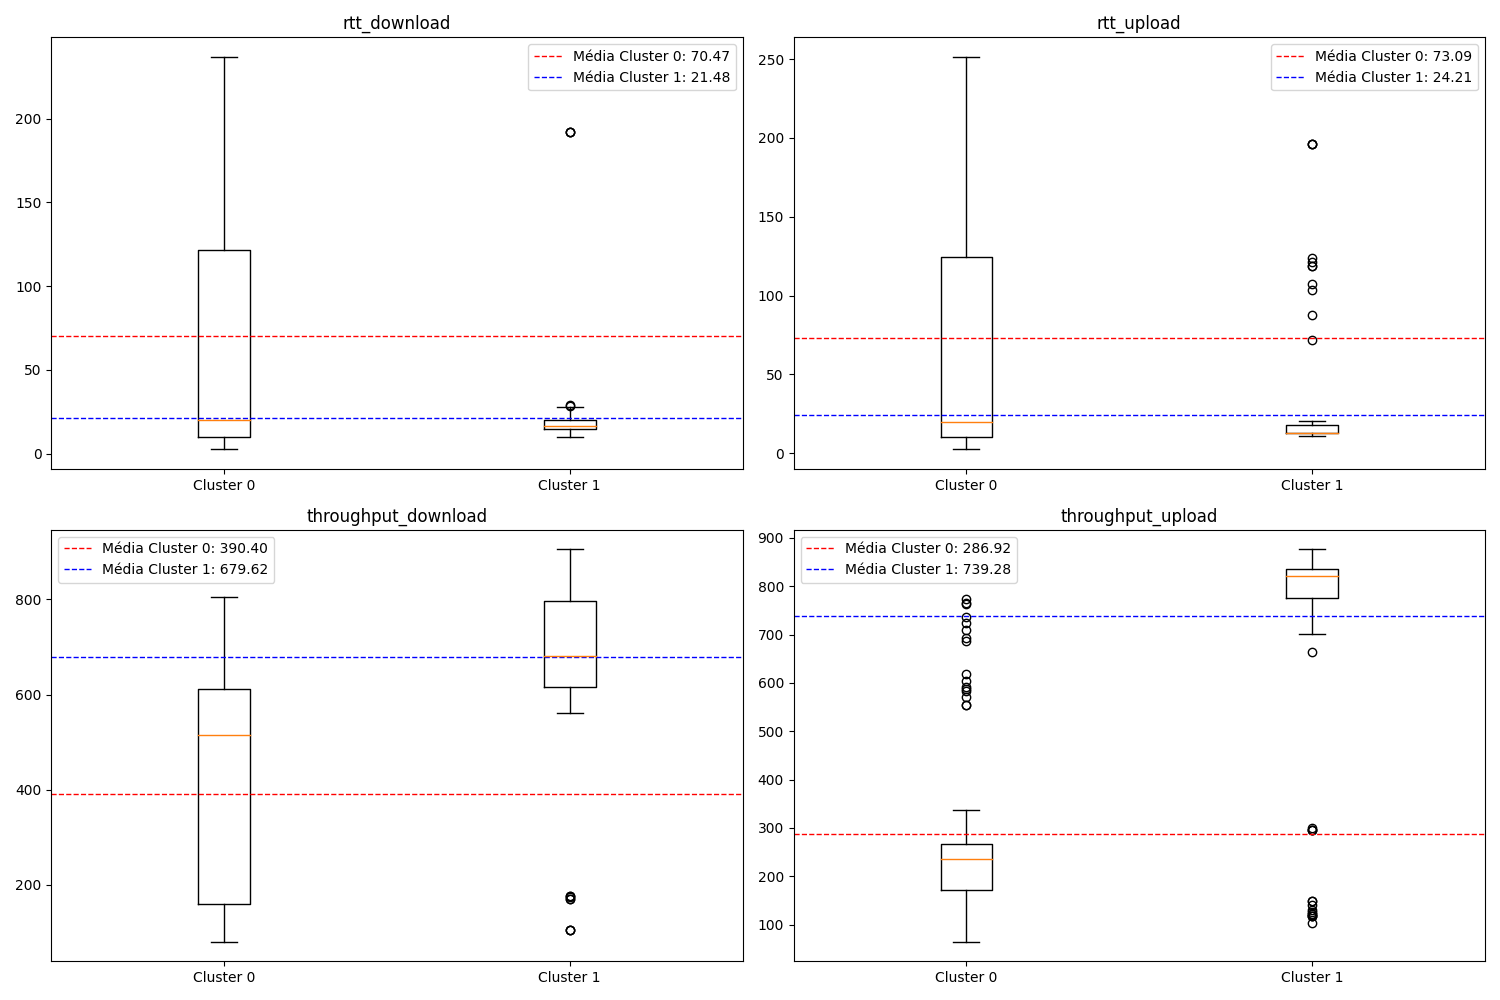 rtt_download
Média Cluster 0: 70.47
Média Cluster 1: 21.48
200
150
100
50
0
Cluster 0
Cluster 1
rtt_upload
Média Cluster 0: 73.09
Média Cluster 1: 24.21
250
200
150
100
50
0
Cluster 0
Cluster 1
throughput_download
Média Cluster 0: 390.40
Média Cluster 1: 679.62
800
600
400
200
Cluster 0
Cluster 1
throughput_upload
Média Cluster 0: 286.92
Média Cluster 1: 739.28
900
800
700
600
500
400
300
200
100
Cluster 0
Cluster 1